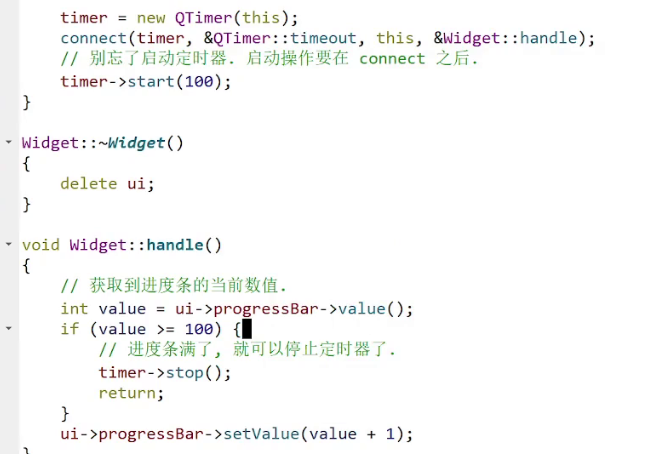 timer = new QTimer(this);
connect(timer, &QTimer::timeout, this, &Widget::handle);
// 别忘了启动定时器. 启动操作要在 connect 之后.
timer->start(100);
}
Widget::~Widget()
{
delete ui;
}
void Widget::handle()
{
// 获取到进度条的当前数值.
int value = ui->progressBar->value();
if (value >= 100) {
// 进度条满了, 就可以停止定时器了.
timer->stop();
return;
}
ui->progressBar->setValue(value + 1);
}